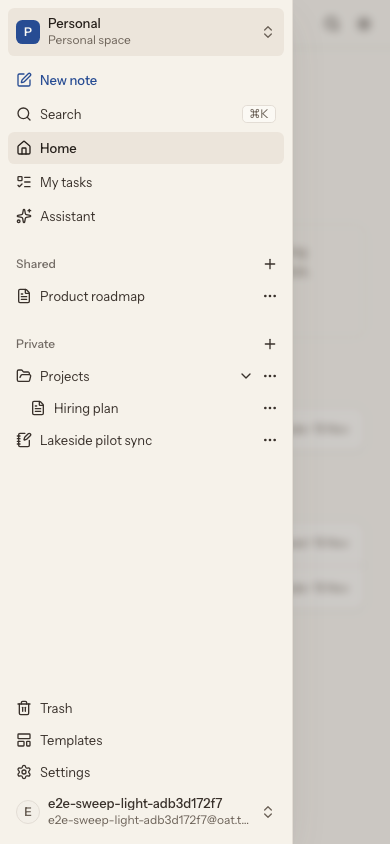 P
Personal
Personal space
New note
Search
⌘K
Home
My tasks
Assistant
Shared
Product roadmap
Private
Projects
Hiring plan
Lakeside pilot sync
Trash
Templates
Settings
E
e2e-sweep-light-adb3d172f7
e2e-sweep-light-adb3d172f7@oat.t...